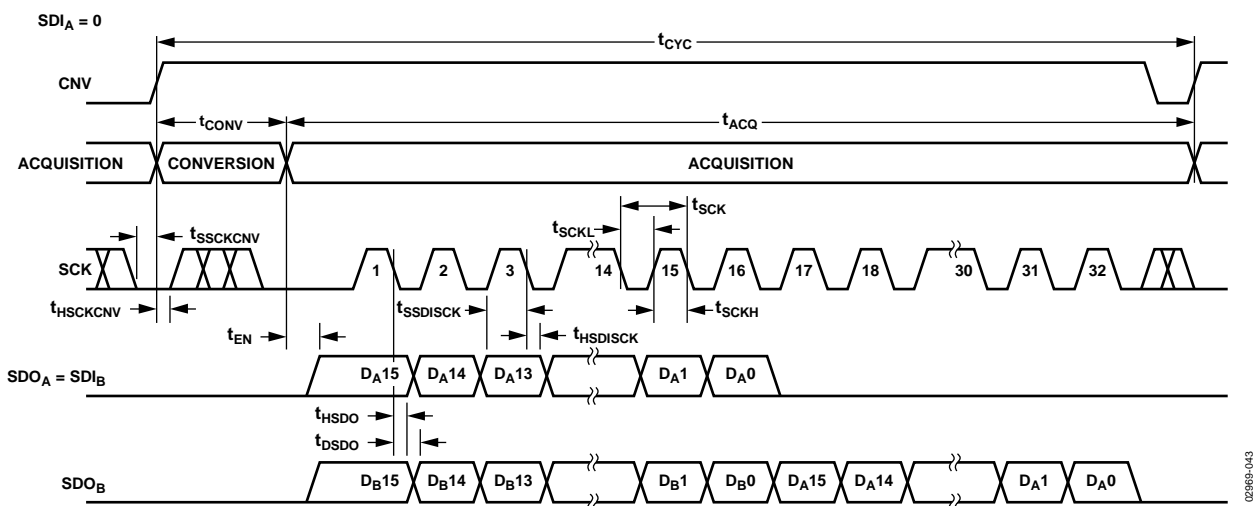 SDIA = 0
tCYC
CNV
tCONV
tACQ
ACQUISITION CONVERSION ACQUISITION
tSCK
tSSCKCNV
tSCKL
SCK 1 2 3 14 15 16 17 18 30 31 32
tHSCKCNV tSSDISCK tSCKH
tEN tHSDISCK
SDOA = SDIB DA15 DA14 DA13 DA1 DA0
tHSDO
tDSDO
SDOB DB15 DB14 DB13 DB1 DB0 DA15 DA14 DA1 DA0
02969-043